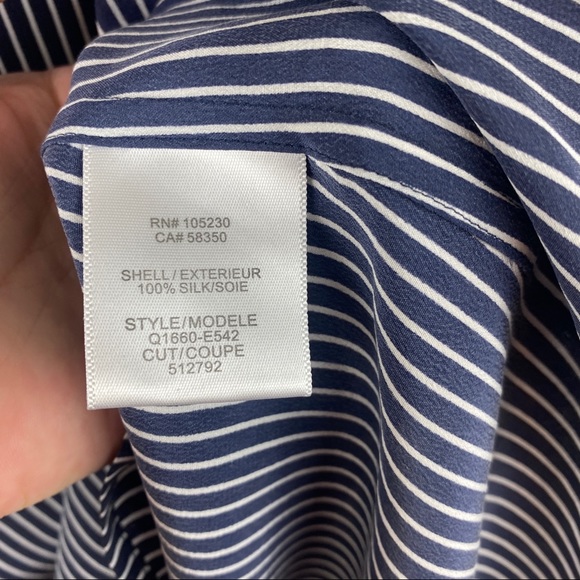 RN# 105230
CA# 58350
SHELL/EXTERIEUR
100% SILK/SOIE
STYLE/MODELE
Q1660-E542
CUT/COUPE
512792